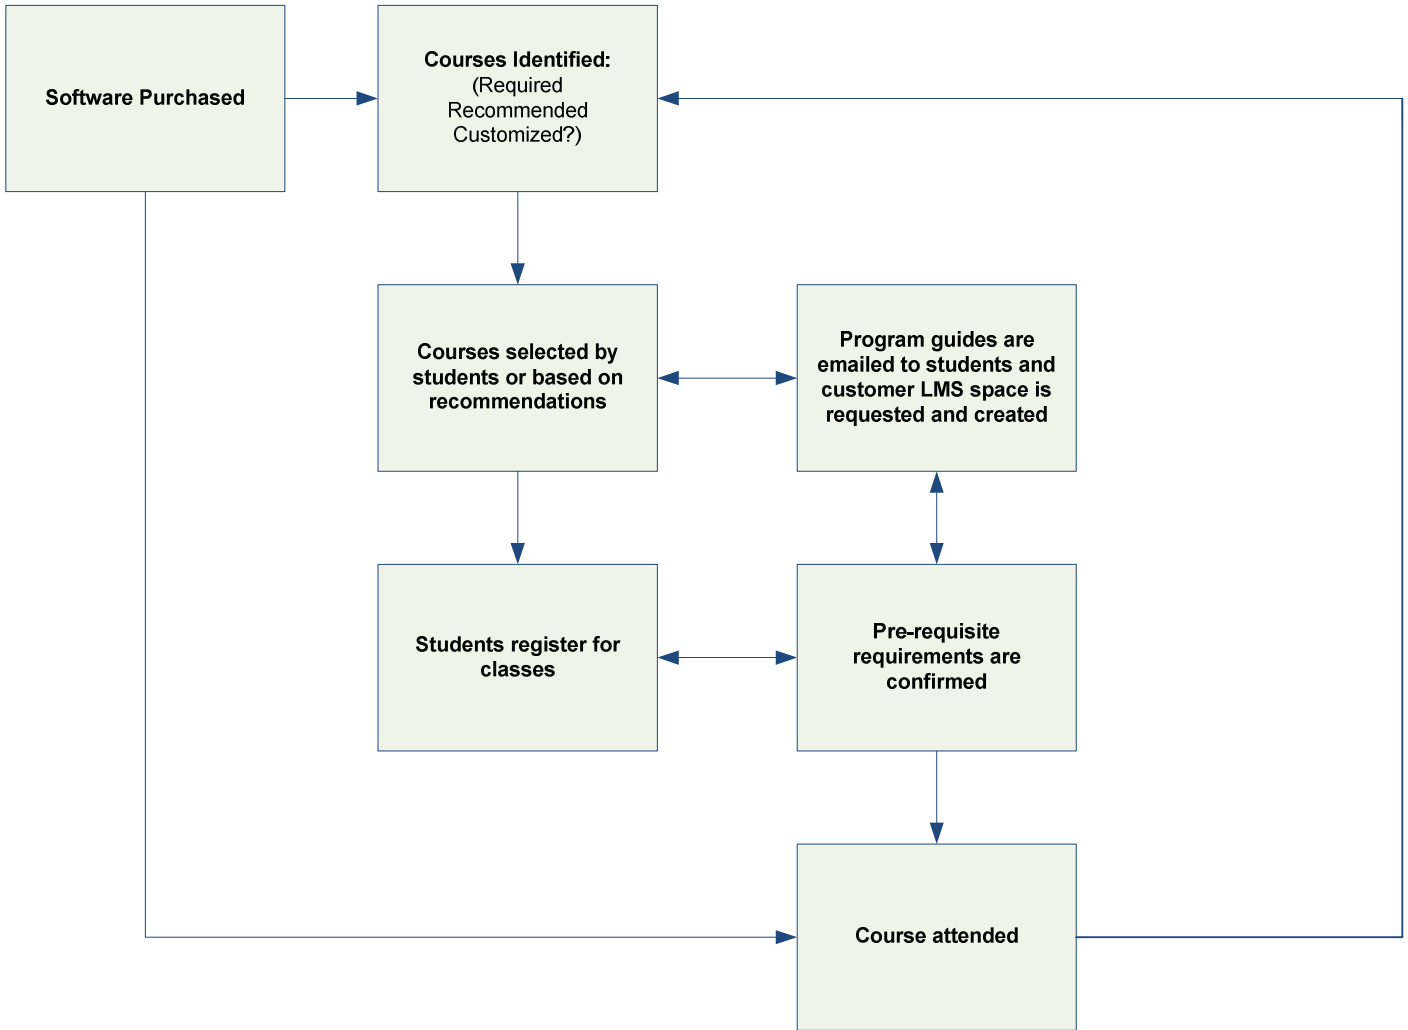 Software Purchased
Courses Identified:
(Required
Recommended
Customized?)
Courses selected by
students or based on
recommendations
Program guides are
emailed to students and
customer LMS space is
requested and created
Students register for
classes
Pre-requisite
requirements are
confirmed
Course attended